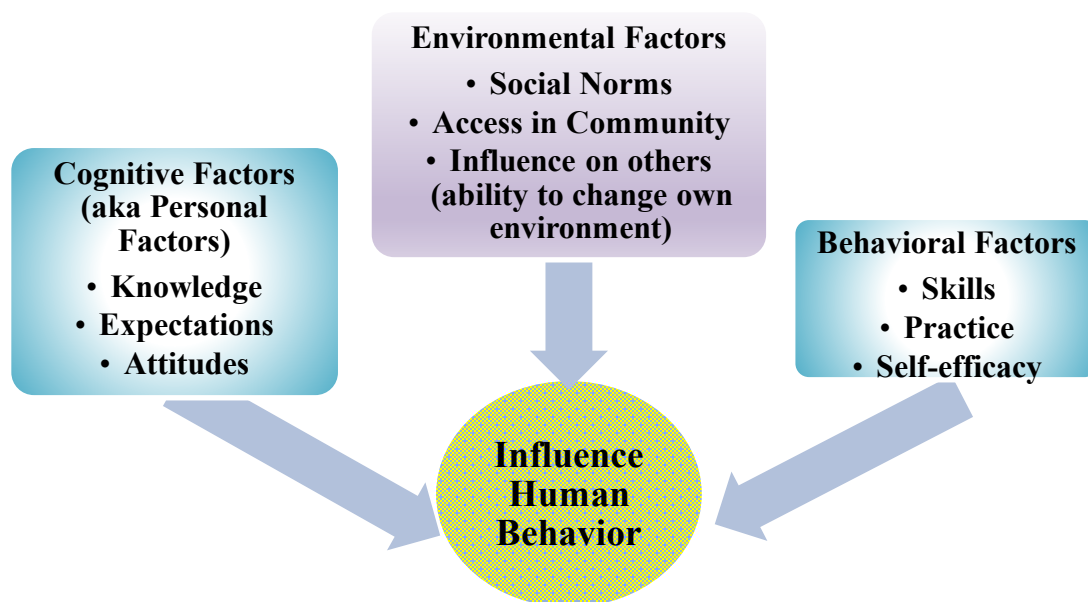 Environmental Factors
• Social Norms
• Access in Community
• Influence on others
(ability to change own
environment)
Cognitive Factors
(aka Personal
Factors)
• Knowledge
• Expectations
• Attitudes
Behavioral Factors
• Skills
• Practice
• Self-efficacy
Influence
Human
Behavior